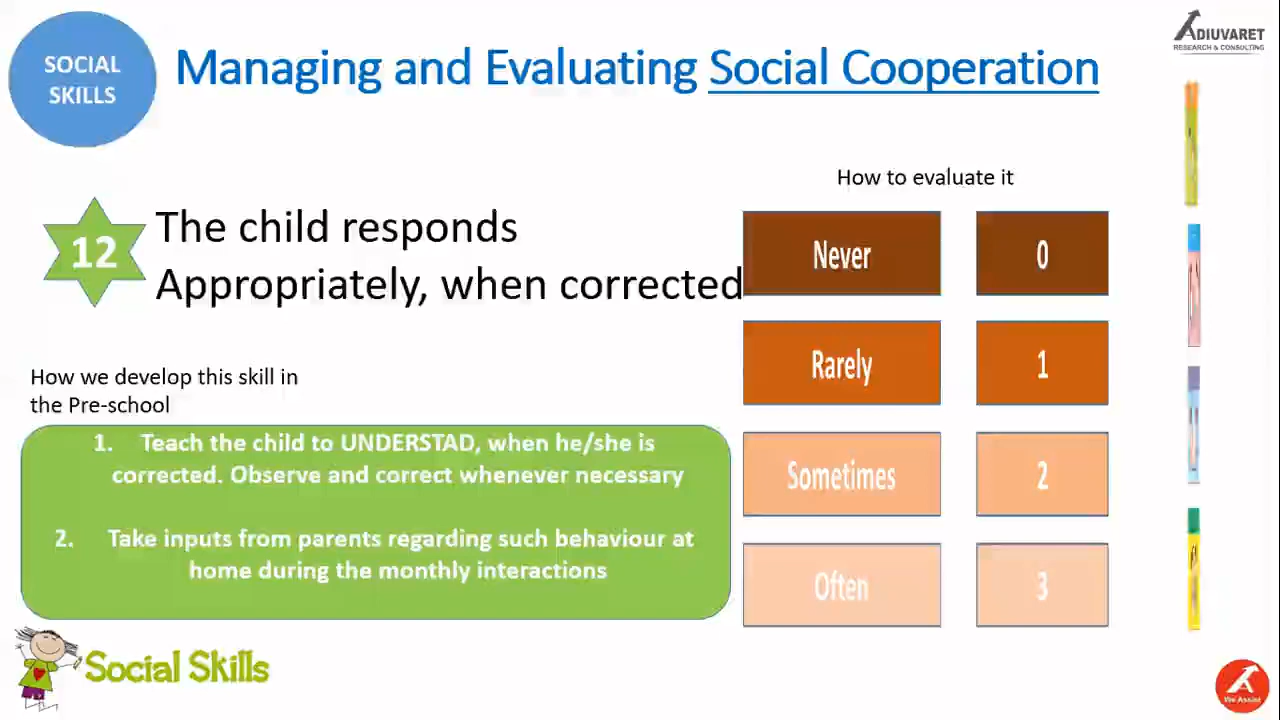 SOCIAL
SKILLS
Managing and Evaluating Social Cooperation
ADIUVARET
RESEARCH & CONSULTING
How to evaluate it
12
The child responds
Appropriately, when corrected
Never 0
Rarely 1
Sometimes 2
Often 3
How we develop this skill in
the Pre-school
1. Teach the child to UNDERSTAD, when he/she is
corrected. Observe and correct whenever necessary
2. Take inputs from parents regarding such behaviour at
home during the monthly interactions
Social Skills
We Assist